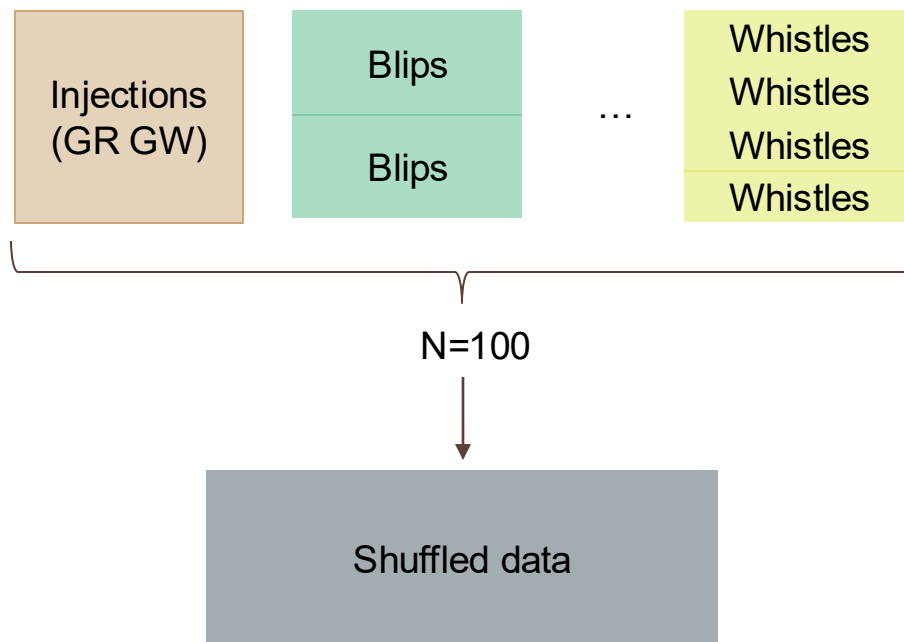 Injections
(GR GW)
Blips
Blips
...
Whistles
Whistles
Whistles
Whistles
N=100
Shuffled data